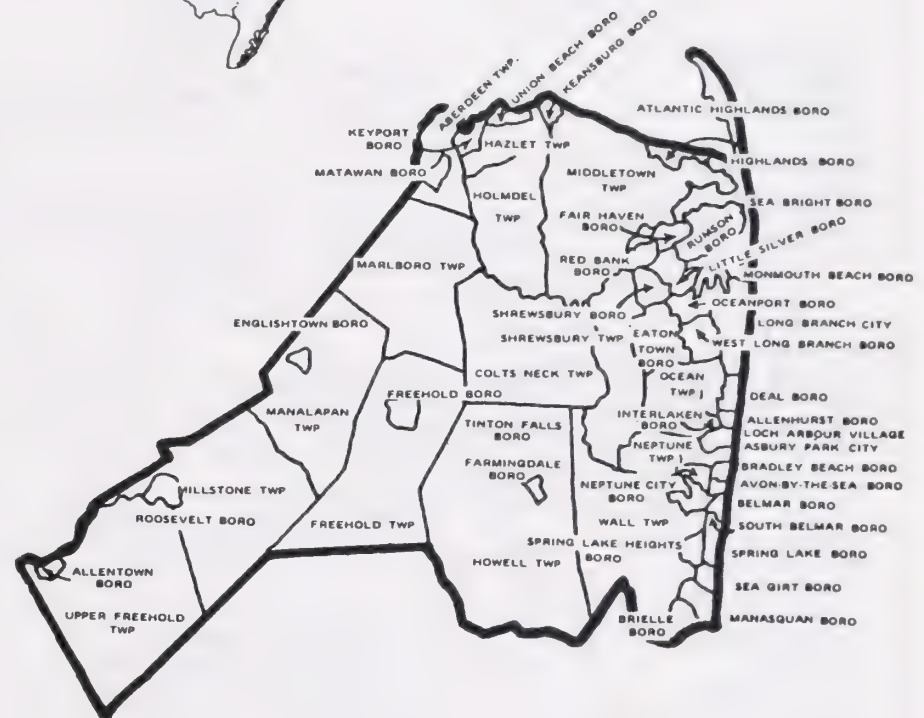 ABERDEEN TWP.
UNION BEACH BORO
KEANSBURG BORO
ATLANTIC HIGHLANDS BORO
KEYPORT
BORO
HAZLET TWP
MATAWAN BORO
MIDDLETOWN
TWP
HIGHLANDS BORO
HOLMDEL
TWP
SEA BRIGHT BORO
FAIR HAVEN
BORO
RUMSON
BORO
LITTLE SILVER BORO
MARLBORO TWP
RED BANK
BORO
MONMOUTH BEACH BORO
OCEANPORT BORO
SHREWSBURY BORO
ENGLISHTOWN BORO
LONG BRANCH CITY
SHREWSBURY TWP
EATON
TOWN
BORO
WEST LONG BRANCH BORO
COLTS NECK TWP
OCEAN
TWP
FREEHOLD BORO
DEAL BORO
MANALAPAN
TWP
INTERLAKEN
BORO
ALLENHURST BORO
TINTON FALLS
BORO
LOCH ARBOUR VILLAGE
ASBURY PARK CITY
NEPTUNE
TWP
FARMINGDALE
BORO
BRADLEY BEACH BORO
NEPTUNE CITY
BORO
AVON-BY-THE-SEA BORO
MILLSTONE TWP
BELMAR BORO
ROOSEVELT BORO
FREEHOLD TWP
WALL TWP
SOUTH BELMAR BORO
SPRING LAKE HEIGHTS
BORO
SPRING LAKE BORO
HOWELL TWP
ALLENTOWN
BORO
SEA GIRT BORO
UPPER FREEHOLD
TWP
BRIELLE
BORO
MANASQUAN BORO